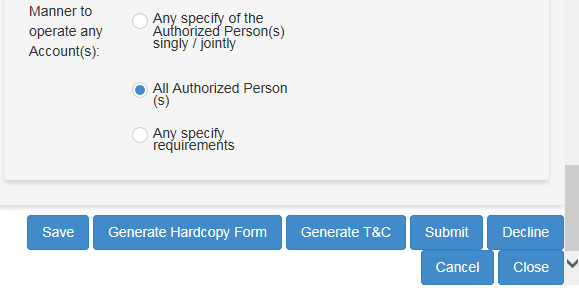 Manner to
operate any
Account(s):
Any specify of the
Authorized Person(s)
singly / jointly
All Authorized Person
(s)
Any specify
requirements
Save
Generate Hardcopy Form
Generate T&C
Submit
Decline
Cancel
Close